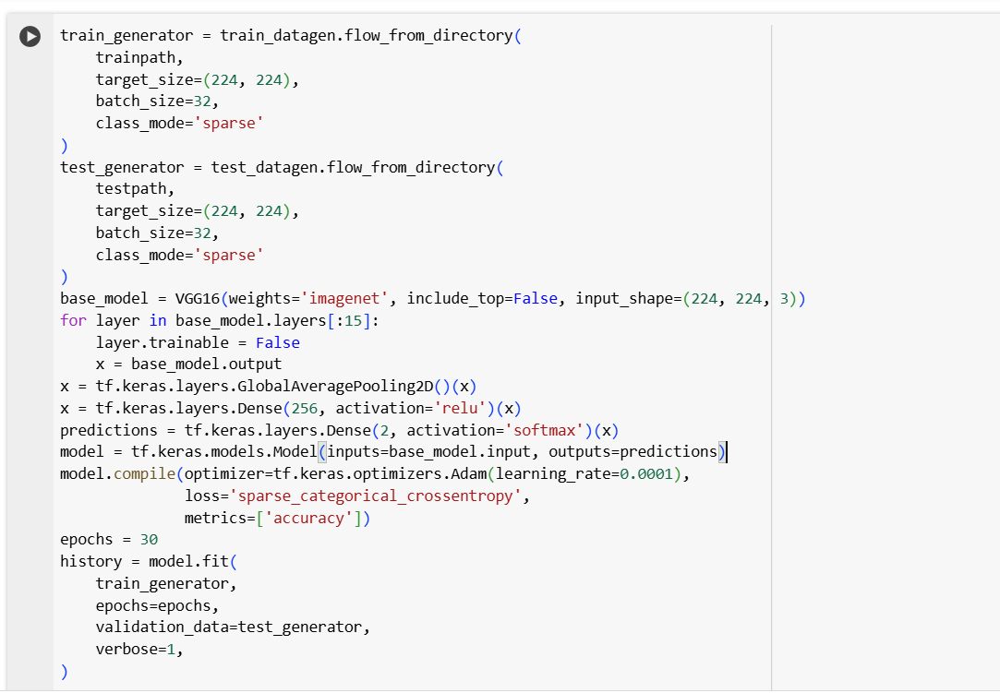 train_generator = train_datagen.flow_from_directory(
    trainpath,
    target_size=(224, 224),
    batch_size=32,
    class_mode='sparse'
)
test_generator = test_datagen.flow_from_directory(
    testpath,
    target_size=(224, 224),
    batch_size=32,
    class_mode='sparse'
)
base_model = VGG16(weights='imagenet', include_top=False, input_shape=(224, 224, 3))
for layer in base_model.layers[:15]:
    layer.trainable = False
    x = base_model.output
x = tf.keras.layers.GlobalAveragePooling2D()(x)
x = tf.keras.layers.Dense(256, activation='relu')(x)
predictions = tf.keras.layers.Dense(2, activation='softmax')(x)
model = tf.keras.models.Model(inputs=base_model.input, outputs=predictions)
model.compile(optimizer=tf.keras.optimizers.Adam(learning_rate=0.0001),
              loss='sparse_categorical_crossentropy',
              metrics=['accuracy'])
epochs = 30
history = model.fit(
    train_generator,
    epochs=epochs,
    validation_data=test_generator,
    verbose=1,
)